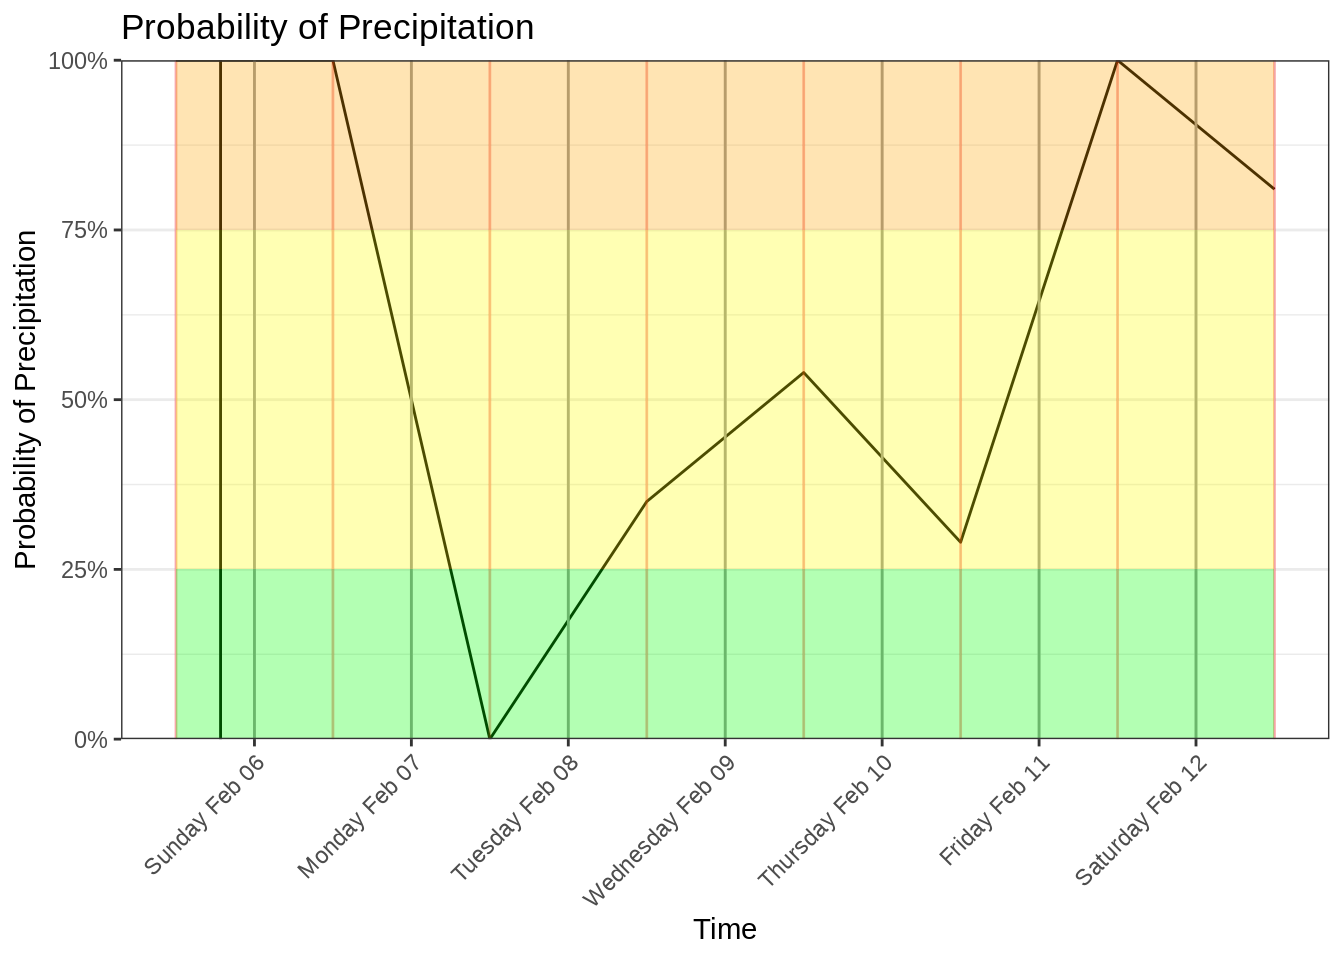 Probability of Precipitation
Probability of Precipitation
100%
75%
50%
25%
0%
Sunday Feb 06
Monday Feb 07
Tuesday Feb 08
Wednesday Feb 09
Thursday Feb 10
Friday Feb 11
Saturday Feb 12
Time